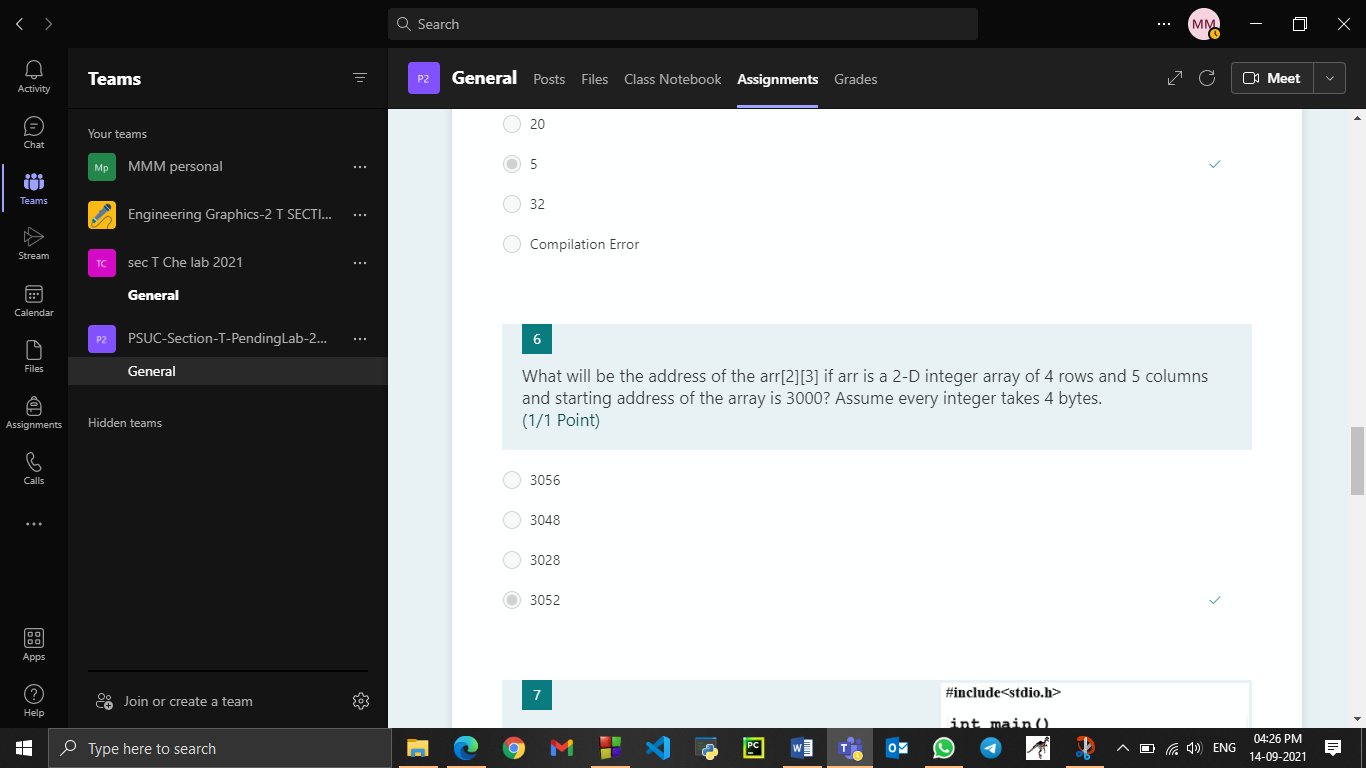 Search
MM
Activity
Chat
Teams
Stream
Calendar
Files
Assignments
Calls
Apps
Help
Teams
Your teams
Mp MMM personal
Engineering Graphics-2 T SECTI...
TC sec T Che lab 2021
General
P2 PSUC-Section-T-PendingLab-2...
General
Hidden teams
Join or create a team
P2 General Posts Files Class Notebook Assignments Grades Meet
20
5
32
Compilation Error
6
What will be the address of the arr[2][3] if arr is a 2-D integer array of 4 rows and 5 columns
and starting address of the array is 3000? Assume every integer takes 4 bytes.
(1/1 Point)
3056
3048
3028
3052
7
#include<stdio.h>
int main()
Type here to search
PC
ENG
04:26 PM
14-09-2021